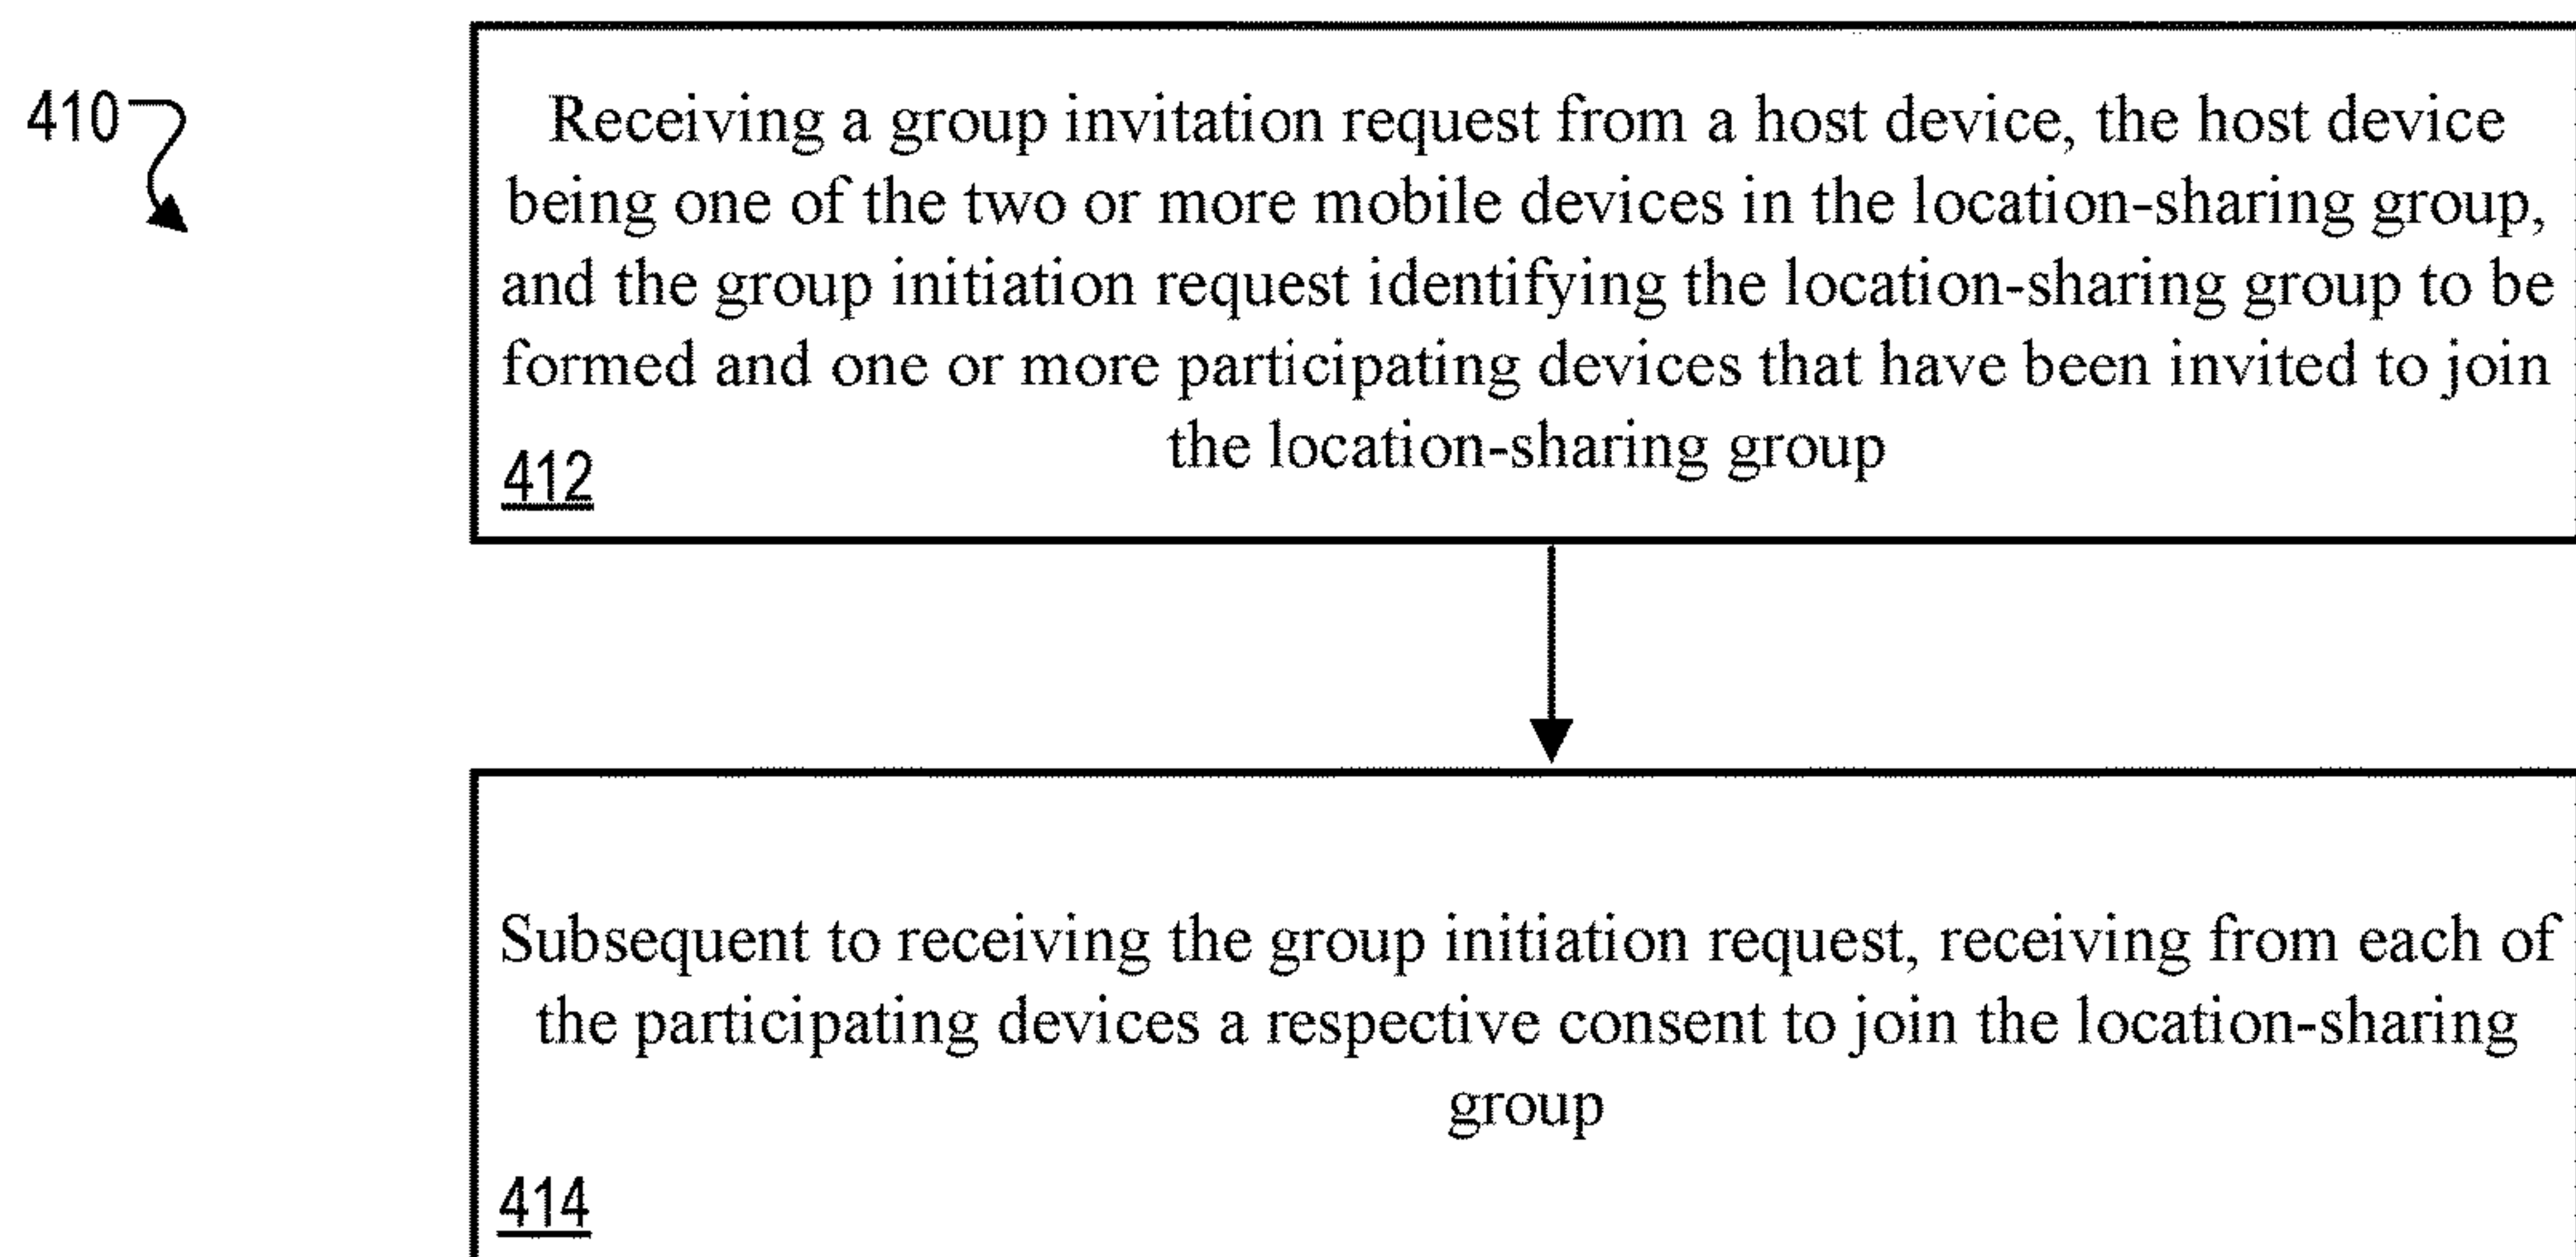 410
Receiving a group invitation request from a host device, the host device
being one of the two or more mobile devices in the location-sharing group,
and the group initiation request identifying the location-sharing group to be
formed and one or more participating devices that have been invited to join
the location-sharing group
412
Subsequent to receiving the group initiation request, receiving from each of
the participating devices a respective consent to join the location-sharing
group
414